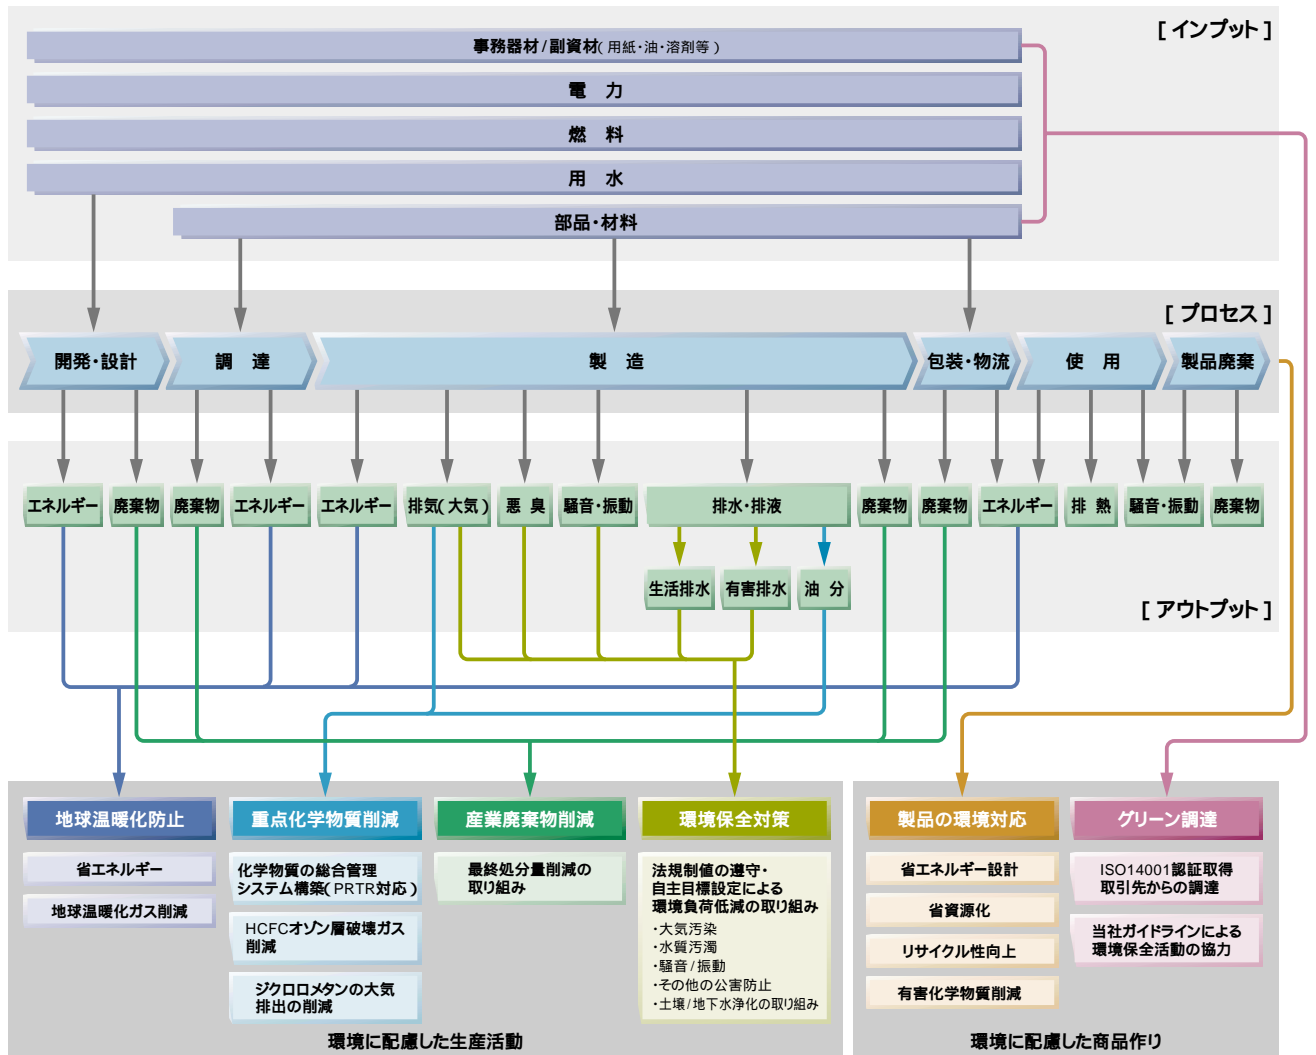 [ インプット ]
事務器材/副資材( 用紙・油・溶剤等 )
電 力
燃 料
用 水
部品・材料
[ プロセス ]
開発・設計
調 達
製 造
包装・物流
使 用
製品廃棄
エネルギー
廃棄物
廃棄物
エネルギー
エネルギー
排気( 大気 )
悪 臭
騒音・振動
排水・排液
廃棄物
廃棄物
エネルギー
排 熱
騒音・振動
廃棄物
生活排水
有害排水
油 分
[ アウトプット ]
地球温暖化防止
省エネルギー
地球温暖化ガス削減
重点化学物質削減
化学物質の総合管理
システム構築( PRTR対応 )
HCFCオゾン層破壊ガス
削減
ジクロロメタンの大気
排出の削減
産業廃棄物削減
最終処分量削減の
取り組み
環境保全対策
法規制値の遵守・
自主目標設定による
環境負荷低減の取り組み
・大気汚染
・水質汚濁
・騒音/振動
・その他の公害防止
・土壌/地下水浄化の取り組み
環境に配慮した生産活動
製品の環境対応
省エネルギー設計
省資源化
リサイクル性向上
有害化学物質削減
グリーン調達
ISO14001認証取得
取引先からの調達
当社ガイドラインによる
環境保全活動の協力
環境に配慮した商品作り